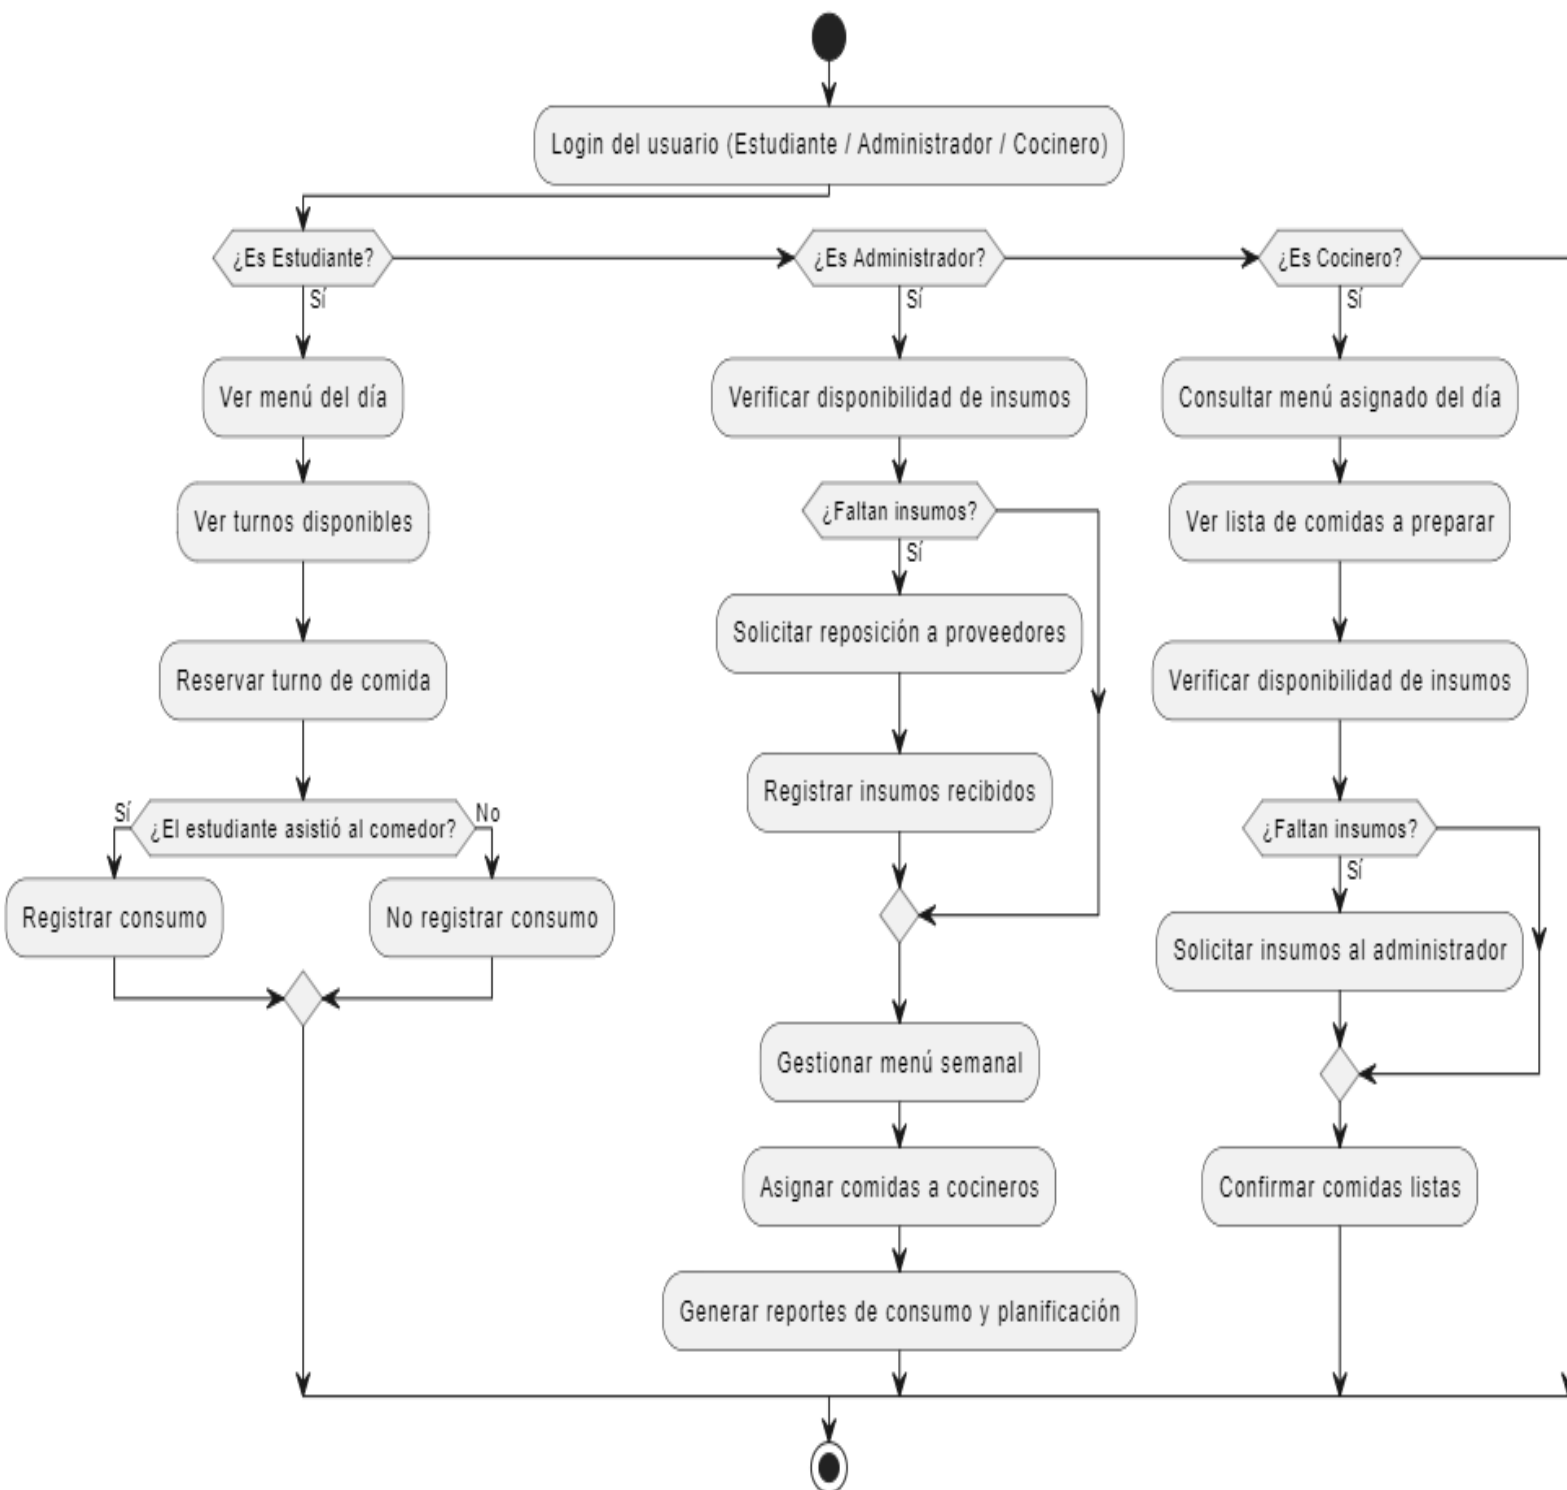 Login del usuario (Estudiante / Administrador / Cocinero)
¿Es Estudiante?
¿Es Administrador?
¿Es Cocinero?
Sí
Sí
Sí
Ver menú del día
Verificar disponibilidad de insumos
Consultar menú asignado del día
Ver turnos disponibles
¿Faltan insumos?
Sí
Ver lista de comidas a preparar
Solicitar reposición a proveedores
Reservar turno de comida
Verificar disponibilidad de insumos
Registrar insumos recibidos
Sí
¿El estudiante asistió al comedor?
No
¿Faltan insumos?
Sí
Registrar consumo
No registrar consumo
Solicitar insumos al administrador
Gestionar menú semanal
Asignar comidas a cocineros
Confirmar comidas listas
Generar reportes de consumo y planificación